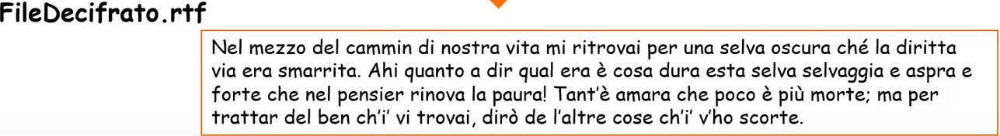 FileDecifrato.rtf
Nel mezzo del cammin di nostra vita mi ritrovai per una selva oscura ché la diritta
via era smarrita. Ahi quanto a dir qual era è cosa dura esta selva selvaggia e aspra e
forte che nel pensier rinova la paura! Tant'è amara che poco è più morte; ma per
trattar del ben ch'i' vi trovai, dirò de l'altre cose ch'i' v'ho scorte.